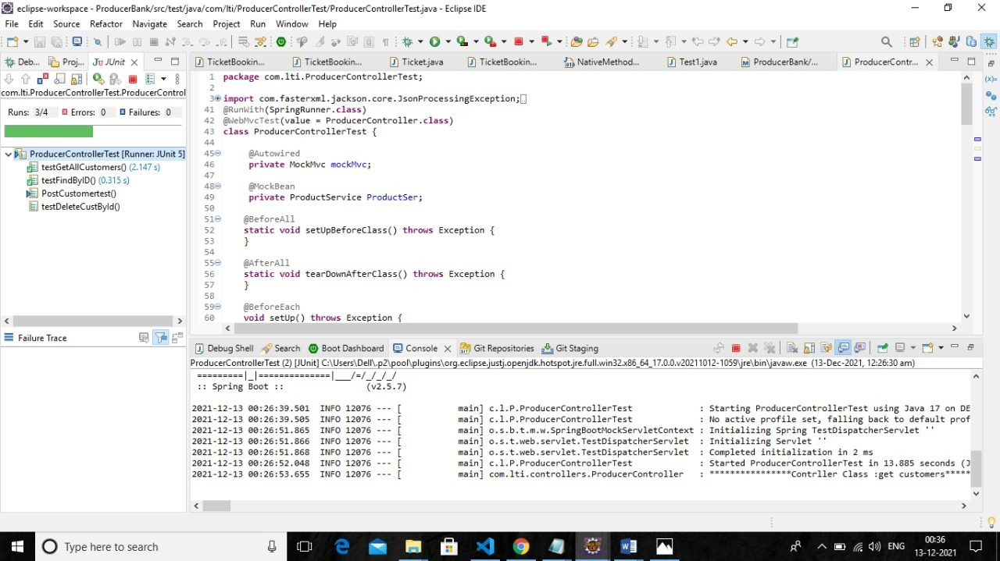 eclipse-workspace - ProducerBank/src/test/java/com/lti/ProducerControllerTest/ProducerControllerTest.java - Eclipse IDE
File Edit Source Refactor Navigate Search Project Run Window Help
Deb... Proj... JUnit
TicketBookin... TicketBookin... Ticket.java TicketBookin... NativeMethod... Test1.java ProducerBank/... ProducerContr...
com.lti.ProducerControllerTest.ProducerControl
Runs: 3/4 Errors: 0 Failures: 0
ProducerControllerTest [Runner: JUnit 5]
testGetAllCustomers() (2.147 s)
testFindByID() (0.315 s)
PostCustomertest()
testDeleteCustById()
Failure Trace
1 package com.lti.ProducerControllerTest;
2
3 import com.fasterxml.jackson.core.JsonProcessingException;
41 @RunWith(SpringRunner.class)
42 @WebMvcTest(value = ProducerController.class)
43 class ProducerControllerTest {
44
45 @Autowired
46 private MockMvc mockMvc;
47
48 @MockBean
49 private ProductService ProductSer;
50
51 @BeforeAll
52 static void setUpBeforeClass() throws Exception {
53 }
54
55 @AfterAll
56 static void tearDownAfterClass() throws Exception {
57 }
58
59 @BeforeEach
60 void setUp() throws Exception {
Debug Shell Search Boot Dashboard Console Git Repositories Git Staging
ProducerControllerTest (2) [JUnit] C:\Users\Dell\.p2\pool\plugins\org.eclipse.justj.openjdk.hotspot.jre.full.win32.x86_64_17.0.0.v20211012-1059\jre\bin\javaw.exe (13-Dec-2021, 12:26:30 am)
=========|_|==============|___/=/_/_/_/
:: Spring Boot :: (v2.5.7)
2021-12-13 00:26:39.501 INFO 12076 --- [ main] c.l.P.ProducerControllerTest : Starting ProducerControllerTest using Java 17 on DE
2021-12-13 00:26:39.505 INFO 12076 --- [ main] c.l.P.ProducerControllerTest : No active profile set, falling back to default prof
2021-12-13 00:26:51.865 INFO 12076 --- [ main] o.s.b.t.m.w.SpringBootMockServletContext : Initializing Spring TestDispatcherServlet ''
2021-12-13 00:26:51.866 INFO 12076 --- [ main] o.s.t.web.servlet.TestDispatcherServlet : Initializing Servlet ''
2021-12-13 00:26:51.868 INFO 12076 --- [ main] o.s.t.web.servlet.TestDispatcherServlet : Completed initialization in 2 ms
2021-12-13 00:26:52.048 INFO 12076 --- [ main] c.l.P.ProducerControllerTest : Started ProducerControllerTest in 13.885 seconds (J
2021-12-13 00:26:53.655 INFO 12076 --- [ main] com.lti.controllers.ProducerController : ****************Contrller Class :get customers*****
Type here to search
ENG
00:36
13-12-2021